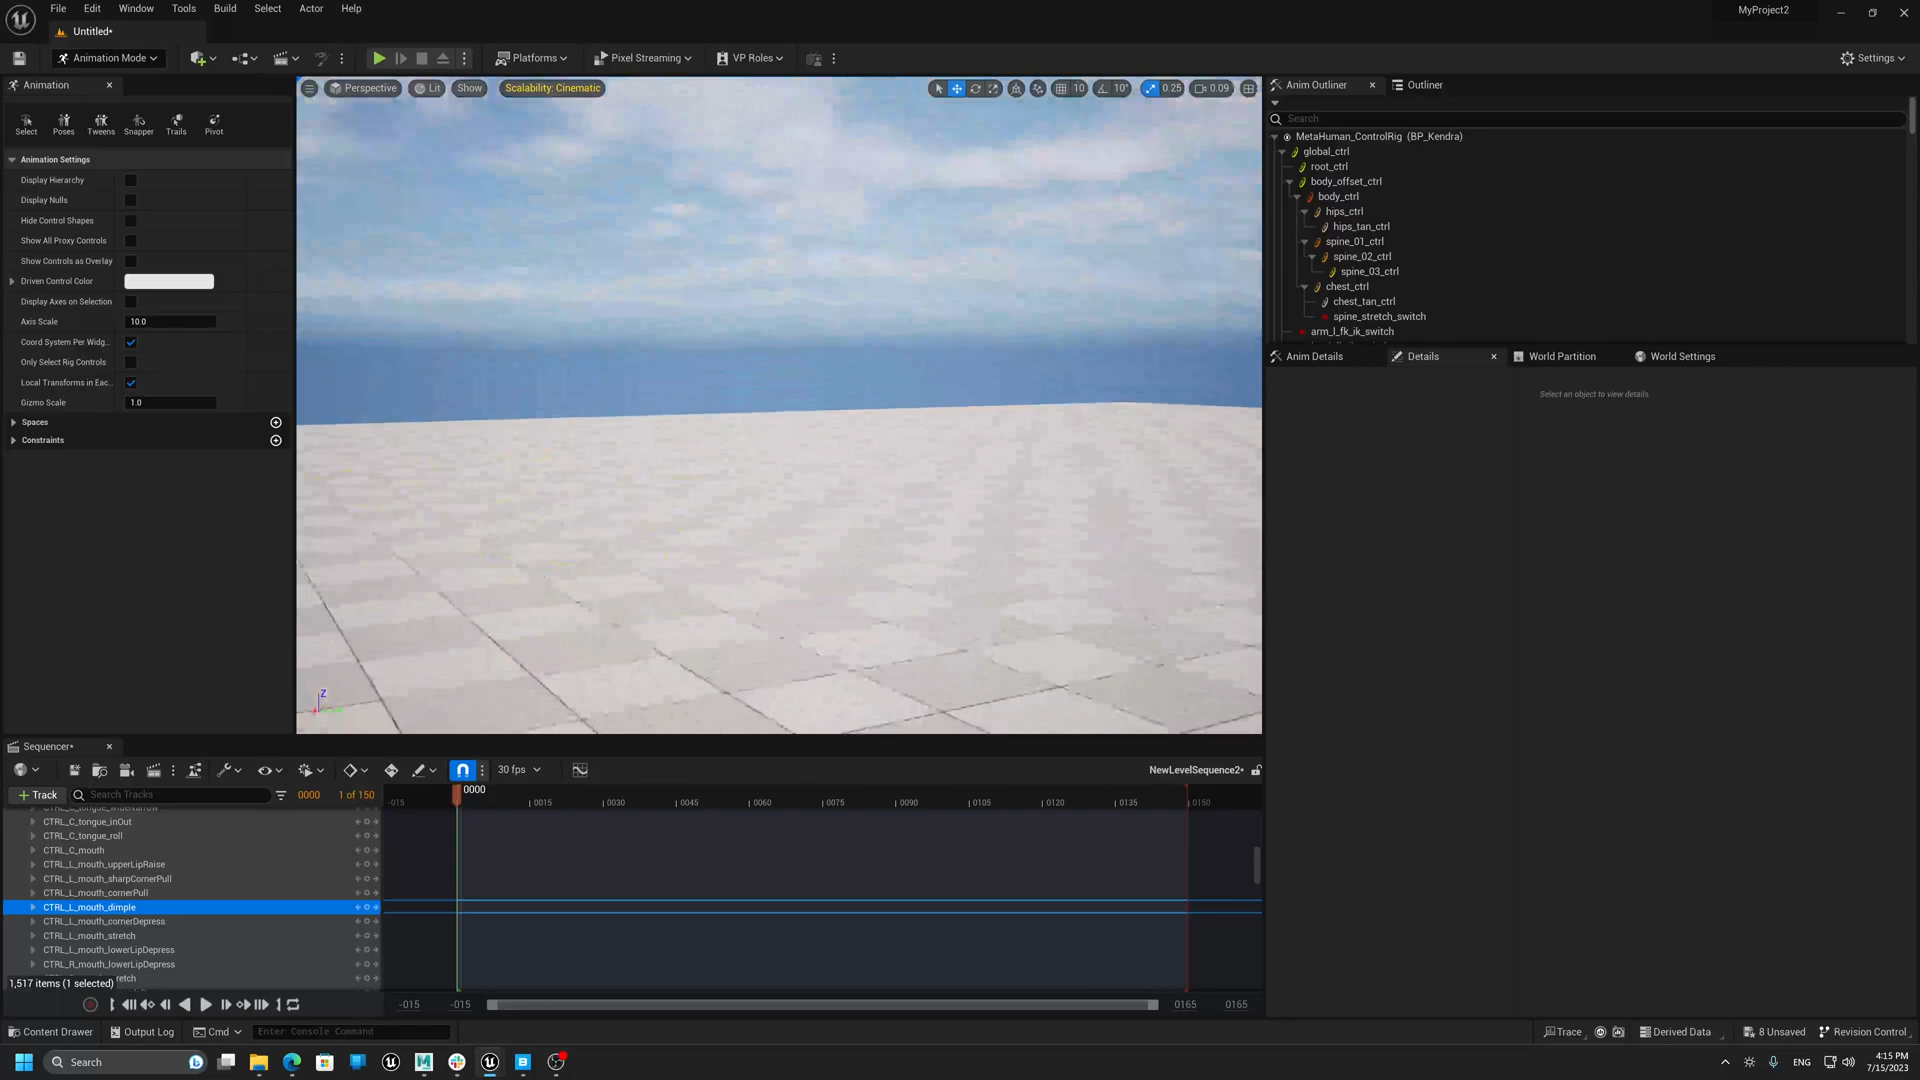 File Edit Window Tools Build Select Actor Help
MyProject2
Untitled*
Animation Mode
Platforms
Pixel Streaming
VP Roles
Settings
Animation
Select Poses Tweens Snapper Trails Pivot
Animation Settings
Display Hierarchy
Display Nulls
Hide Control Shapes
Show All Proxy Controls
Show Controls as Overlay
Driven Control Color
Display Axes on Selection
Axis Scale 10.0
Coord System Per Widg...
Only Select Rig Controls
Local Transforms in Eac...
Gizmo Scale 1.0
Spaces
Constraints
Perspective Lit Show Scalability: Cinematic
10 10° 0.25 0.09
Z
Anim Outliner Outliner
Search
MetaHuman_ControlRig (BP_Kendra)
global_ctrl
root_ctrl
body_offset_ctrl
body_ctrl
hips_ctrl
hips_tan_ctrl
spine_01_ctrl
spine_02_ctrl
spine_03_ctrl
chest_ctrl
chest_tan_ctrl
spine_stretch_switch
arm_l_fk_ik_switch
Anim Details Details World Partition World Settings
Select an object to view details
Sequencer*
30 fps
NewLevelSequence2*
+ Track Search Tracks 0000 1 of 150
0000
-015 0015 0030 0045 0060 0075 0090 0105 0120 0135 0150
CTRL_C_tongue_wideNarrow
CTRL_C_tongue_inOut
CTRL_C_tongue_roll
CTRL_C_mouth
CTRL_L_mouth_upperLipRaise
CTRL_L_mouth_sharpCornerPull
CTRL_L_mouth_cornerPull
CTRL_L_mouth_dimple
CTRL_L_mouth_cornerDepress
CTRL_L_mouth_stretch
CTRL_L_mouth_lowerLipDepress
CTRL_R_mouth_lowerLipDepress
1,517 items (1 selected)
-015 -015 0165 0165
Content Drawer Output Log Cmd Enter Console Command
Trace Derived Data 8 Unsaved Revision Control
Search
ENG
4:15 PM
7/15/2023